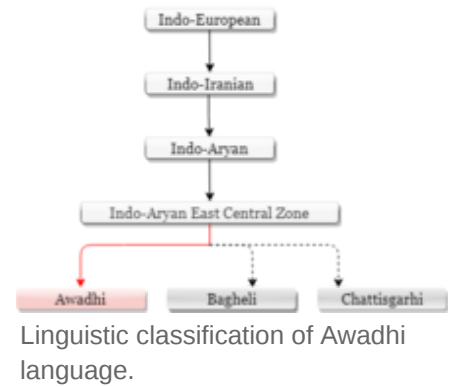 Indo-European
Indo-Iranian
Indo-Aryan
Indo-Aryan East Central Zone
Awadhi Bagheli Chattisgarhi
Linguistic classification of Awadhi
language.